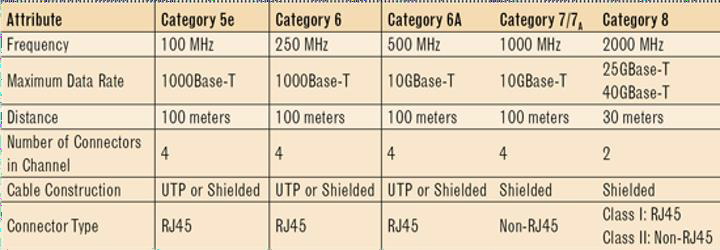 Attribute Category 5e Category 6 Category 6A Category 7/7A Category 8
Frequency 100 MHz 250 MHz 500 MHz 1000 MHz 2000 MHz
Maximum Data Rate 1000Base-T 1000Base-T 10GBase-T 10GBase-T 25GBase-T
40GBase-T
Distance 100 meters 100 meters 100 meters 100 meters 30 meters
Number of Connectors
in Channel 4 4 4 4 2
Cable Construction UTP or Shielded UTP or Shielded UTP or Shielded Shielded Shielded
Connector Type RJ45 RJ45 RJ45 Non-RJ45 Class I: RJ45
Class II: Non-RJ45